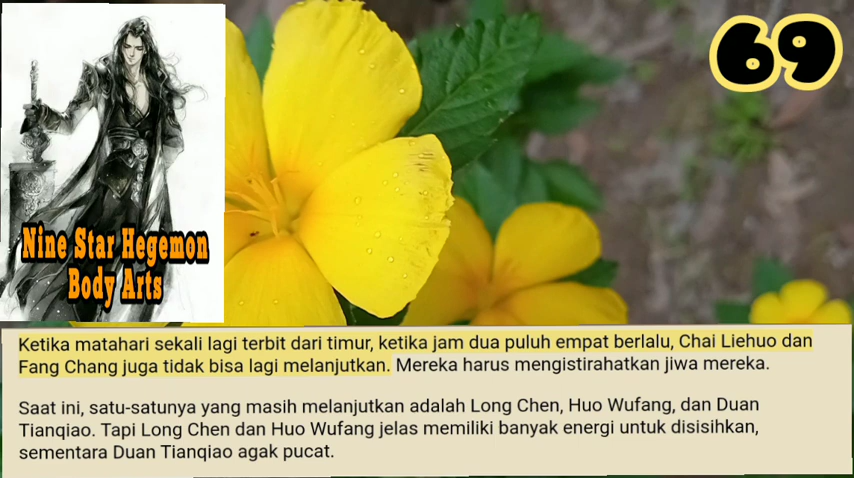 69
Nine Star Hegemon
Body Arts
Ketika matahari sekali lagi terbit dari timur, ketika jam dua puluh empat berlalu, Chai Liehuo dan
Fang Chang juga tidak bisa lagi melanjutkan. Mereka harus mengistirahatkan jiwa mereka.
Saat ini, satu-satunya yang masih melanjutkan adalah Long Chen, Huo Wufang, dan Duan
Tianqiao. Tapi Long Chen dan Huo Wufang jelas memiliki banyak energi untuk disisihkan,
sementara Duan Tianqiao agak pucat.